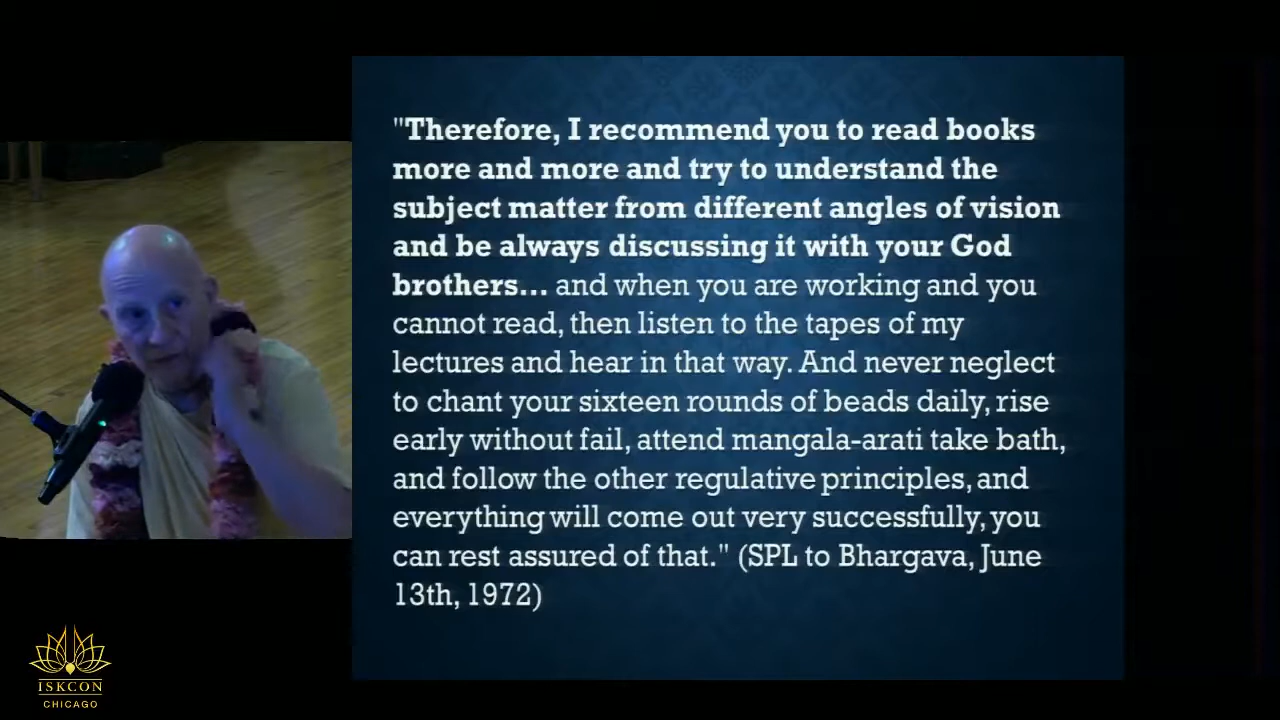 "Therefore, I recommend you to read books
more and more and try to understand the
subject matter from different angles of vision
and be always discussing it with your God
brothers... and when you are working and you
cannot read, then listen to the tapes of my
lectures and hear in that way. And never neglect
to chant your sixteen rounds of beads daily, rise
early without fail, attend mangala-arati take bath,
and follow the other regulative principles, and
everything will come out very successfully, you
can rest assured of that." (SPL to Bhargava, June
13th, 1972)
ISKCON
CHICAGO